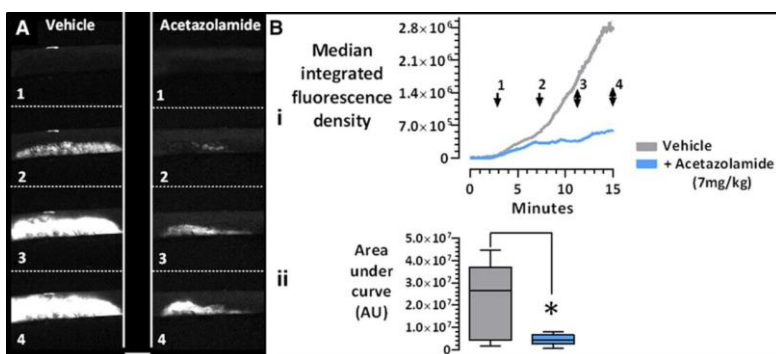 A Vehicle
Acetazolamide
1
2
3
4
1
2
3
4
B
i
Median
integrated
fluorescence
density
2.8×10⁶
2.1×10⁶
1.4×10⁶
7.0×10⁵
0
1
2
3
4
0
5
10
15
Minutes
Vehicle
+ Acetazolamide
(7mg/kg)
ii
Area
under
curve
(AU)
5.0×10⁷
4.0×10⁷
3.0×10⁷
2.0×10⁷
1.0×10⁷
0
*